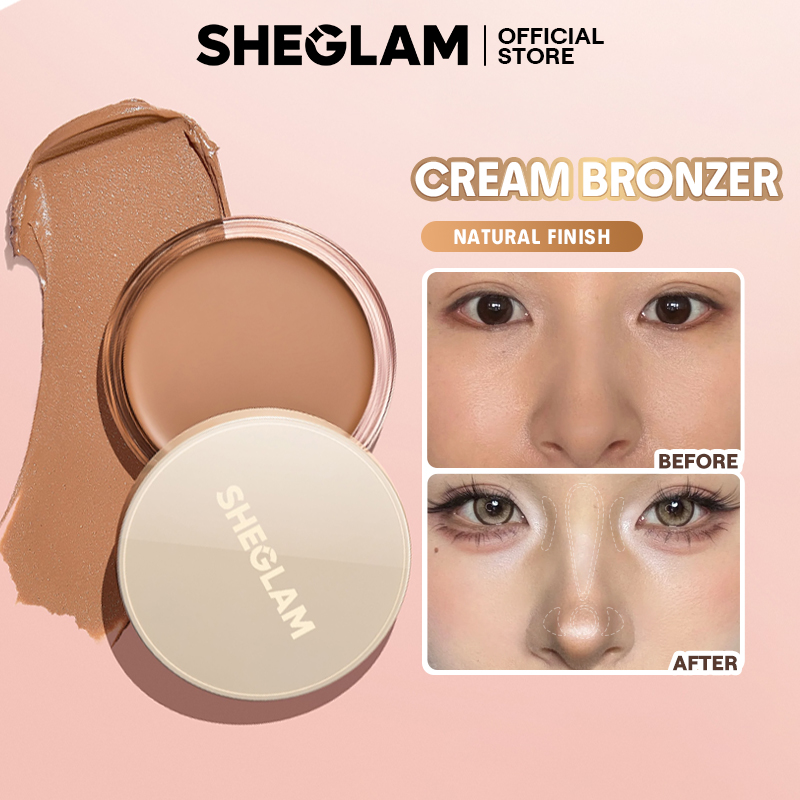 SHEGLAM
OFFICIAL
STORE
CREAM BRONZER
NATURAL FINISH
BEFORE
SHEGLAM
AFTER